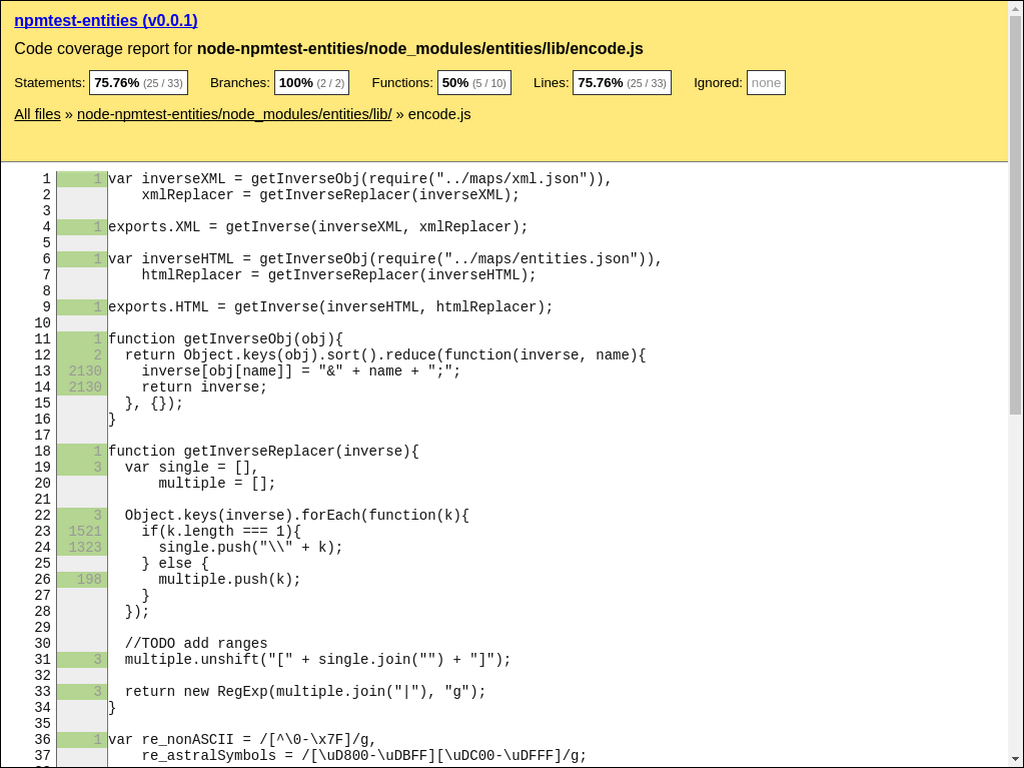 npmtest-entities (v0.0.1)
Code coverage report for node-npmtest-entities/node_modules/entities/lib/encode.js
Statements: 75.76% (25 / 33) Branches: 100% (2 / 2) Functions: 50% (5 / 10) Lines: 75.76% (25 / 33) Ignored: none
All files » node-npmtest-entities/node_modules/entities/lib/ » encode.js
1 1 var inverseXML = getInverseObj(require("../maps/xml.json")),
2 xmlReplacer = getInverseReplacer(inverseXML);
3
4 1 exports.XML = getInverse(inverseXML, xmlReplacer);
5
6 1 var inverseHTML = getInverseObj(require("../maps/entities.json")),
7 htmlReplacer = getInverseReplacer(inverseHTML);
8
9 1 exports.HTML = getInverse(inverseHTML, htmlReplacer);
10
11 1 function getInverseObj(obj){
12 2 return Object.keys(obj).sort().reduce(function(inverse, name){
13 2130 inverse[obj[name]] = "&" + name + ";";
14 2130 return inverse;
15 }, {});
16 }
17
18 1 function getInverseReplacer(inverse){
19 3 var single = [],
20 multiple = [];
21
22 3 Object.keys(inverse).forEach(function(k){
23 1521 if(k.length === 1){
24 1323 single.push("\\" + k);
25 } else {
26 198 multiple.push(k);
27 }
28 });
29
30 //TODO add ranges
31 3 multiple.unshift("[" + single.join("") + "]");
32
33 3 return new RegExp(multiple.join("|"), "g");
34 }
35
36 1 var re_nonASCII = /[^\0-\x7F]/g,
37 re_astralSymbols = /[\uD800-\uDBFF][\uDC00-\uDFFF]/g;